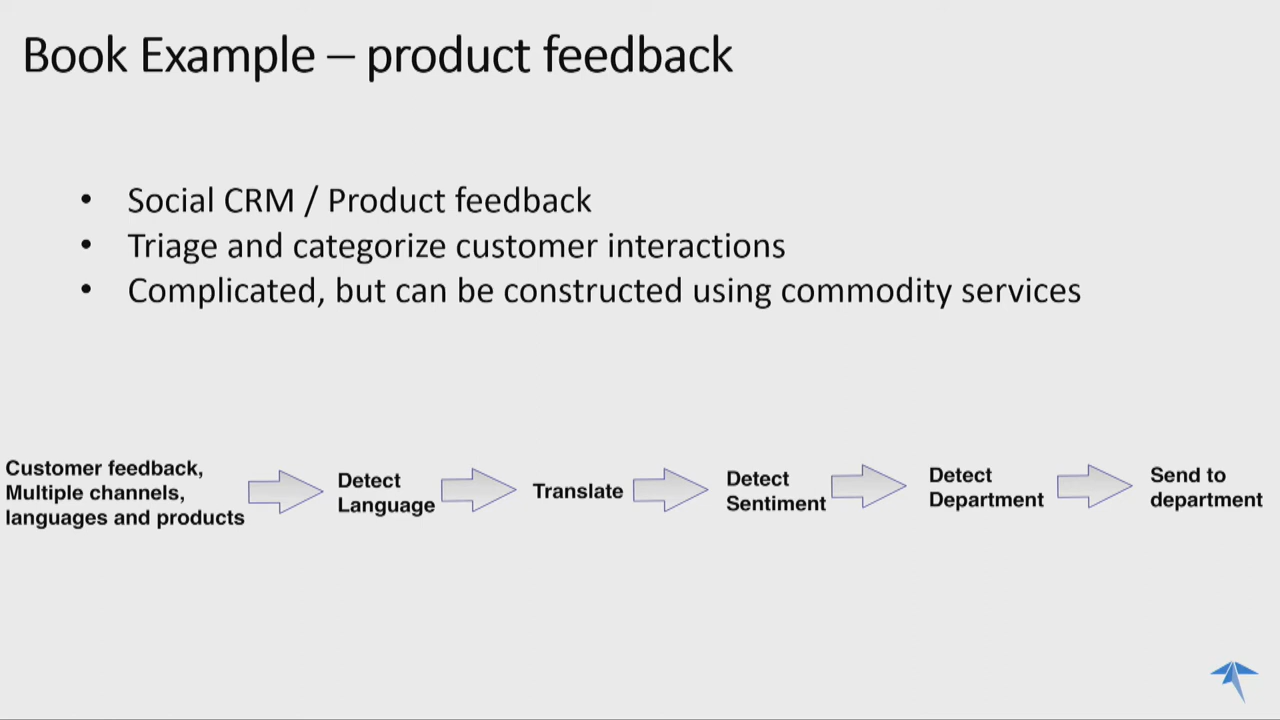 Book Example – product feedback
• Social CRM / Product feedback
• Triage and categorize customer interactions
• Complicated, but can be constructed using commodity services
Customer feedback,
Multiple channels,
languages and products
Detect
Language
Translate
Detect
Sentiment
Detect
Department
Send to
department